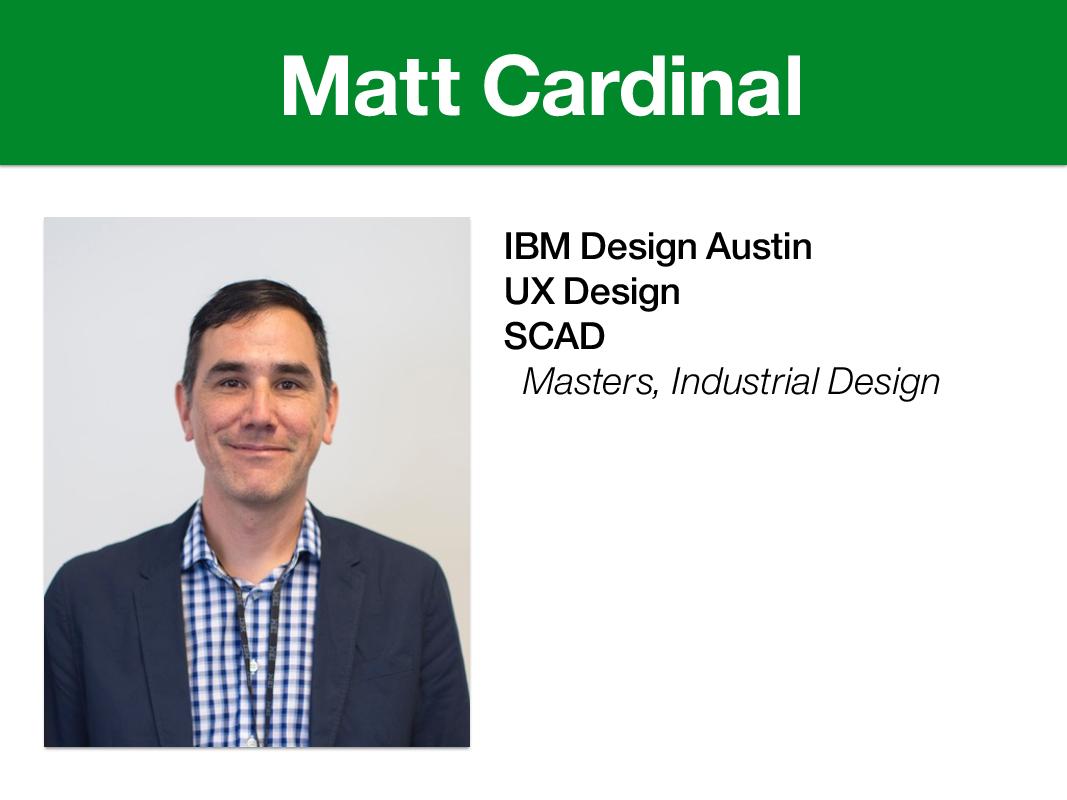 Matt Cardinal
IBM Design Austin
UX Design
SCAD
Masters, Industrial Design